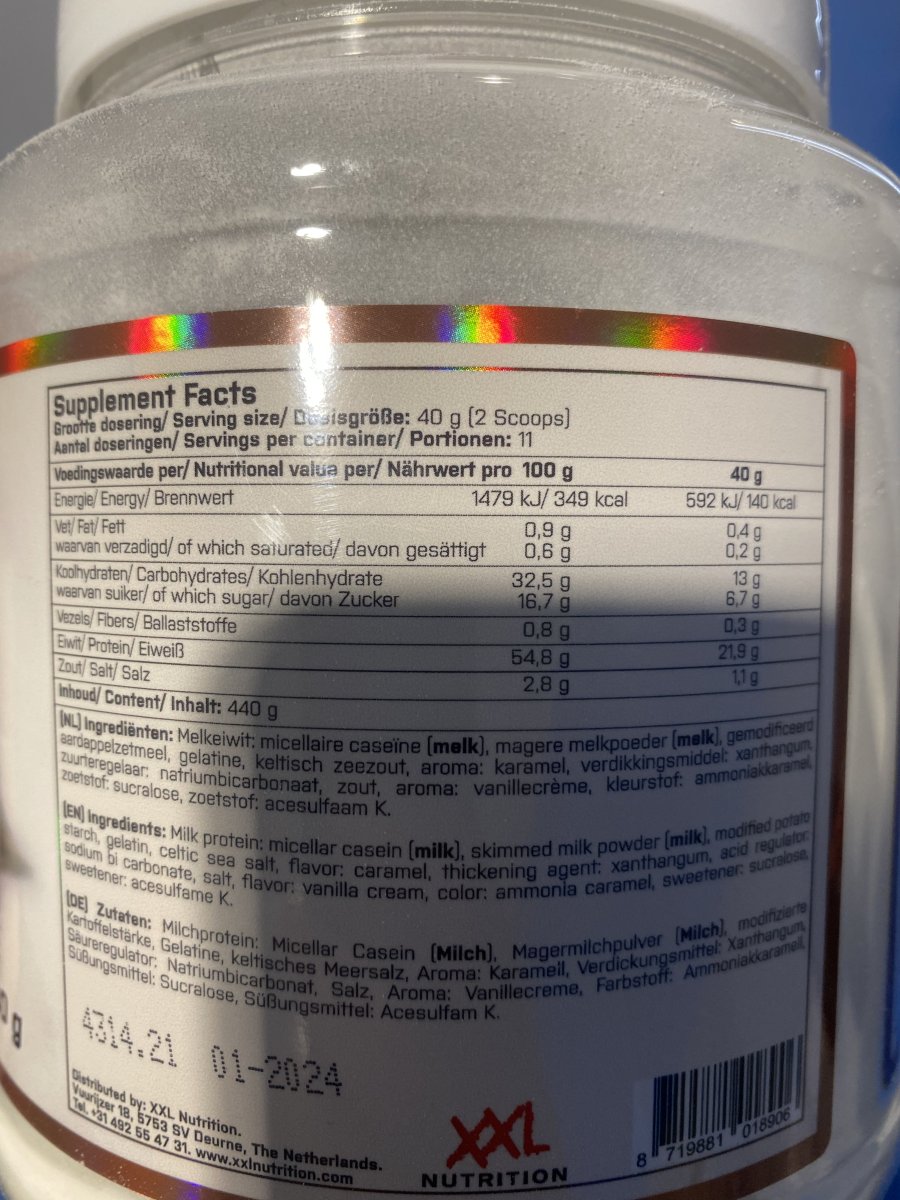 Supplement Facts
Grootte dosering/ Serving size/ Dosisgröße: 40 g (2 Scoops)
Aantal doseringen/ Servings per container/ Portionen: 11
Voedingswaarde per/ Nutritional value per/ Nährwert pro 100 g 40 g
Energie/ Energy/ Brennwert 1479 kJ/ 349 kcal 592 kJ/ 140 kcal
Vet/ Fat/ Fett 0,9 g 0,4 g
waarvan verzadigd/ of which saturated/ davon gesättigt 0,6 g 0,2 g
Koolhydraten/ Carbohydrates/ Kohlenhydrate 32,5 g 13 g
waarvan suiker/ of which sugar/ davon Zucker 16,7 g 6,7 g
Vezels/ Fibers/ Ballaststoffe 0,8 g 0,3 g
Eiwit/ Protein/ Eiweiß 54,8 g 21,9 g
Zout/ Salt/ Salz 2,8 g 1,1 g
Inhoud/ Content/ Inhalt: 440 g
(NL) Ingrediënten: Melkeiwit: micellaire caseïne (melk), magere melkpoeder (melk), gemodificeerd
aardappelzetmeel, gelatine, keltisch zeezout, aroma: karamel, verdikkingsmiddel: xanthangum,
zuurteregelaar: natriumbicarbonaat, zout, aroma: vanillecrème, kleurstof: ammoniakkaramel,
zoetstof: sucralose, zoetstof: acesulfaam K.
(EN) Ingredients: Milk protein: micellar casein (milk), skimmed milk powder (milk), modified potato
starch, gelatin, celtic sea salt, flavor: caramel, thickening agent: xanthangum, acid regulator:
sodium bi carbonate, salt, flavor: vanilla cream, color: ammonia caramel, sweetener: sucralose,
sweetener: acesulfame K.
(DE) Zutaten: Milchprotein: Micellar Casein (Milch), Magermilchpulver (Milch), modifizierte
Kartoffelstärke, Gelatine, keltisches Meersalz, Aroma: Karamell, Verdickungsmittel: Xanthangum,
Säureregulator: Natriumbicarbonat, Salz, Aroma: Vanillecreme, Farbstoff: Ammoniakkaramell,
Süßungsmittel: Sucralose, Süßungsmittel: Acesulfam K.
4314.21 01-2024
Distributed by: XXL Nutrition.
Vuurijzer 18, 5753 SV Deurne, The Netherlands.
Tel. +31 492 55 47 31. www.xxlnutrition.com
XXL
NUTRITION
8 719881 018906